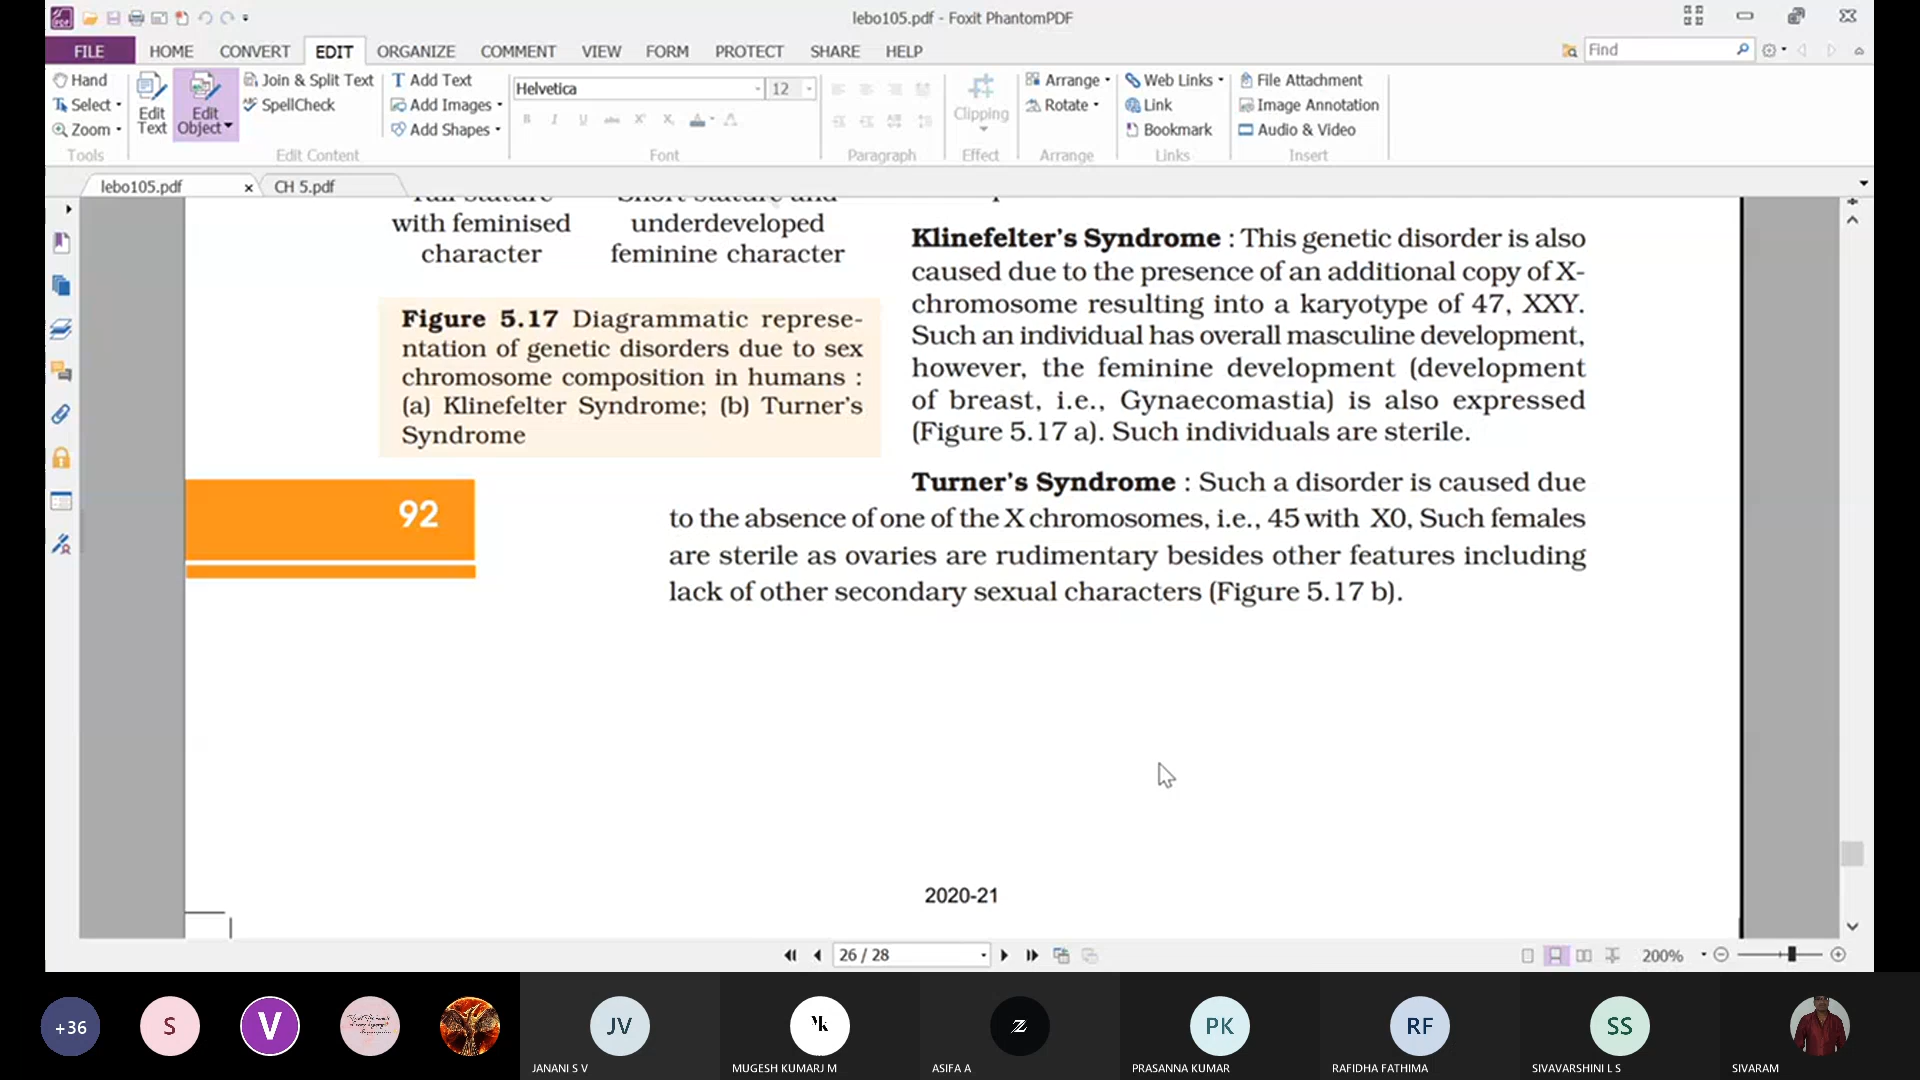 lebo105.pdf - Foxit PhantomPDF
FILE HOME CONVERT EDIT ORGANIZE COMMENT VIEW FORM PROTECT SHARE HELP Find
Hand
Select
Zoom
Tools
Edit Text
Edit Object
Join & Split Text
SpellCheck
Edit Content
Add Text
Add Images
Add Shapes
Helvetica 12
Font
Paragraph
Clipping
Effect
Arrange
Rotate
Arrange
Web Links
Link
Bookmark
Links
File Attachment
Image Annotation
Audio & Video
Insert
lebo105.pdf CH 5.pdf
with feminised
character
Short stature and
underdeveloped
feminine character
Figure 5.17 Diagrammatic represe-
ntation of genetic disorders due to sex
chromosome composition in humans :
(a) Klinefelter Syndrome; (b) Turner's
Syndrome
92
Klinefelter's Syndrome : This genetic disorder is also
caused due to the presence of an additional copy of X-
chromosome resulting into a karyotype of 47, XXY.
Such an individual has overall masculine development,
however, the feminine development (development
of breast, i.e., Gynaecomastia) is also expressed
(Figure 5.17 a). Such individuals are sterile.
Turner's Syndrome : Such a disorder is caused due
to the absence of one of the X chromosomes, i.e., 45 with X0, Such females
are sterile as ovaries are rudimentary besides other features including
lack of other secondary sexual characters (Figure 5.17 b).
2020-21
26 / 28
200%
+36
S
V
JV
JANANI S V
MUGESH KUMARJ M
Z
ASIFA A
PK
PRASANNA KUMAR
RF
RAFIDHA FATHIMA
SS
SIVAVARSHINI L S
SIVARAM